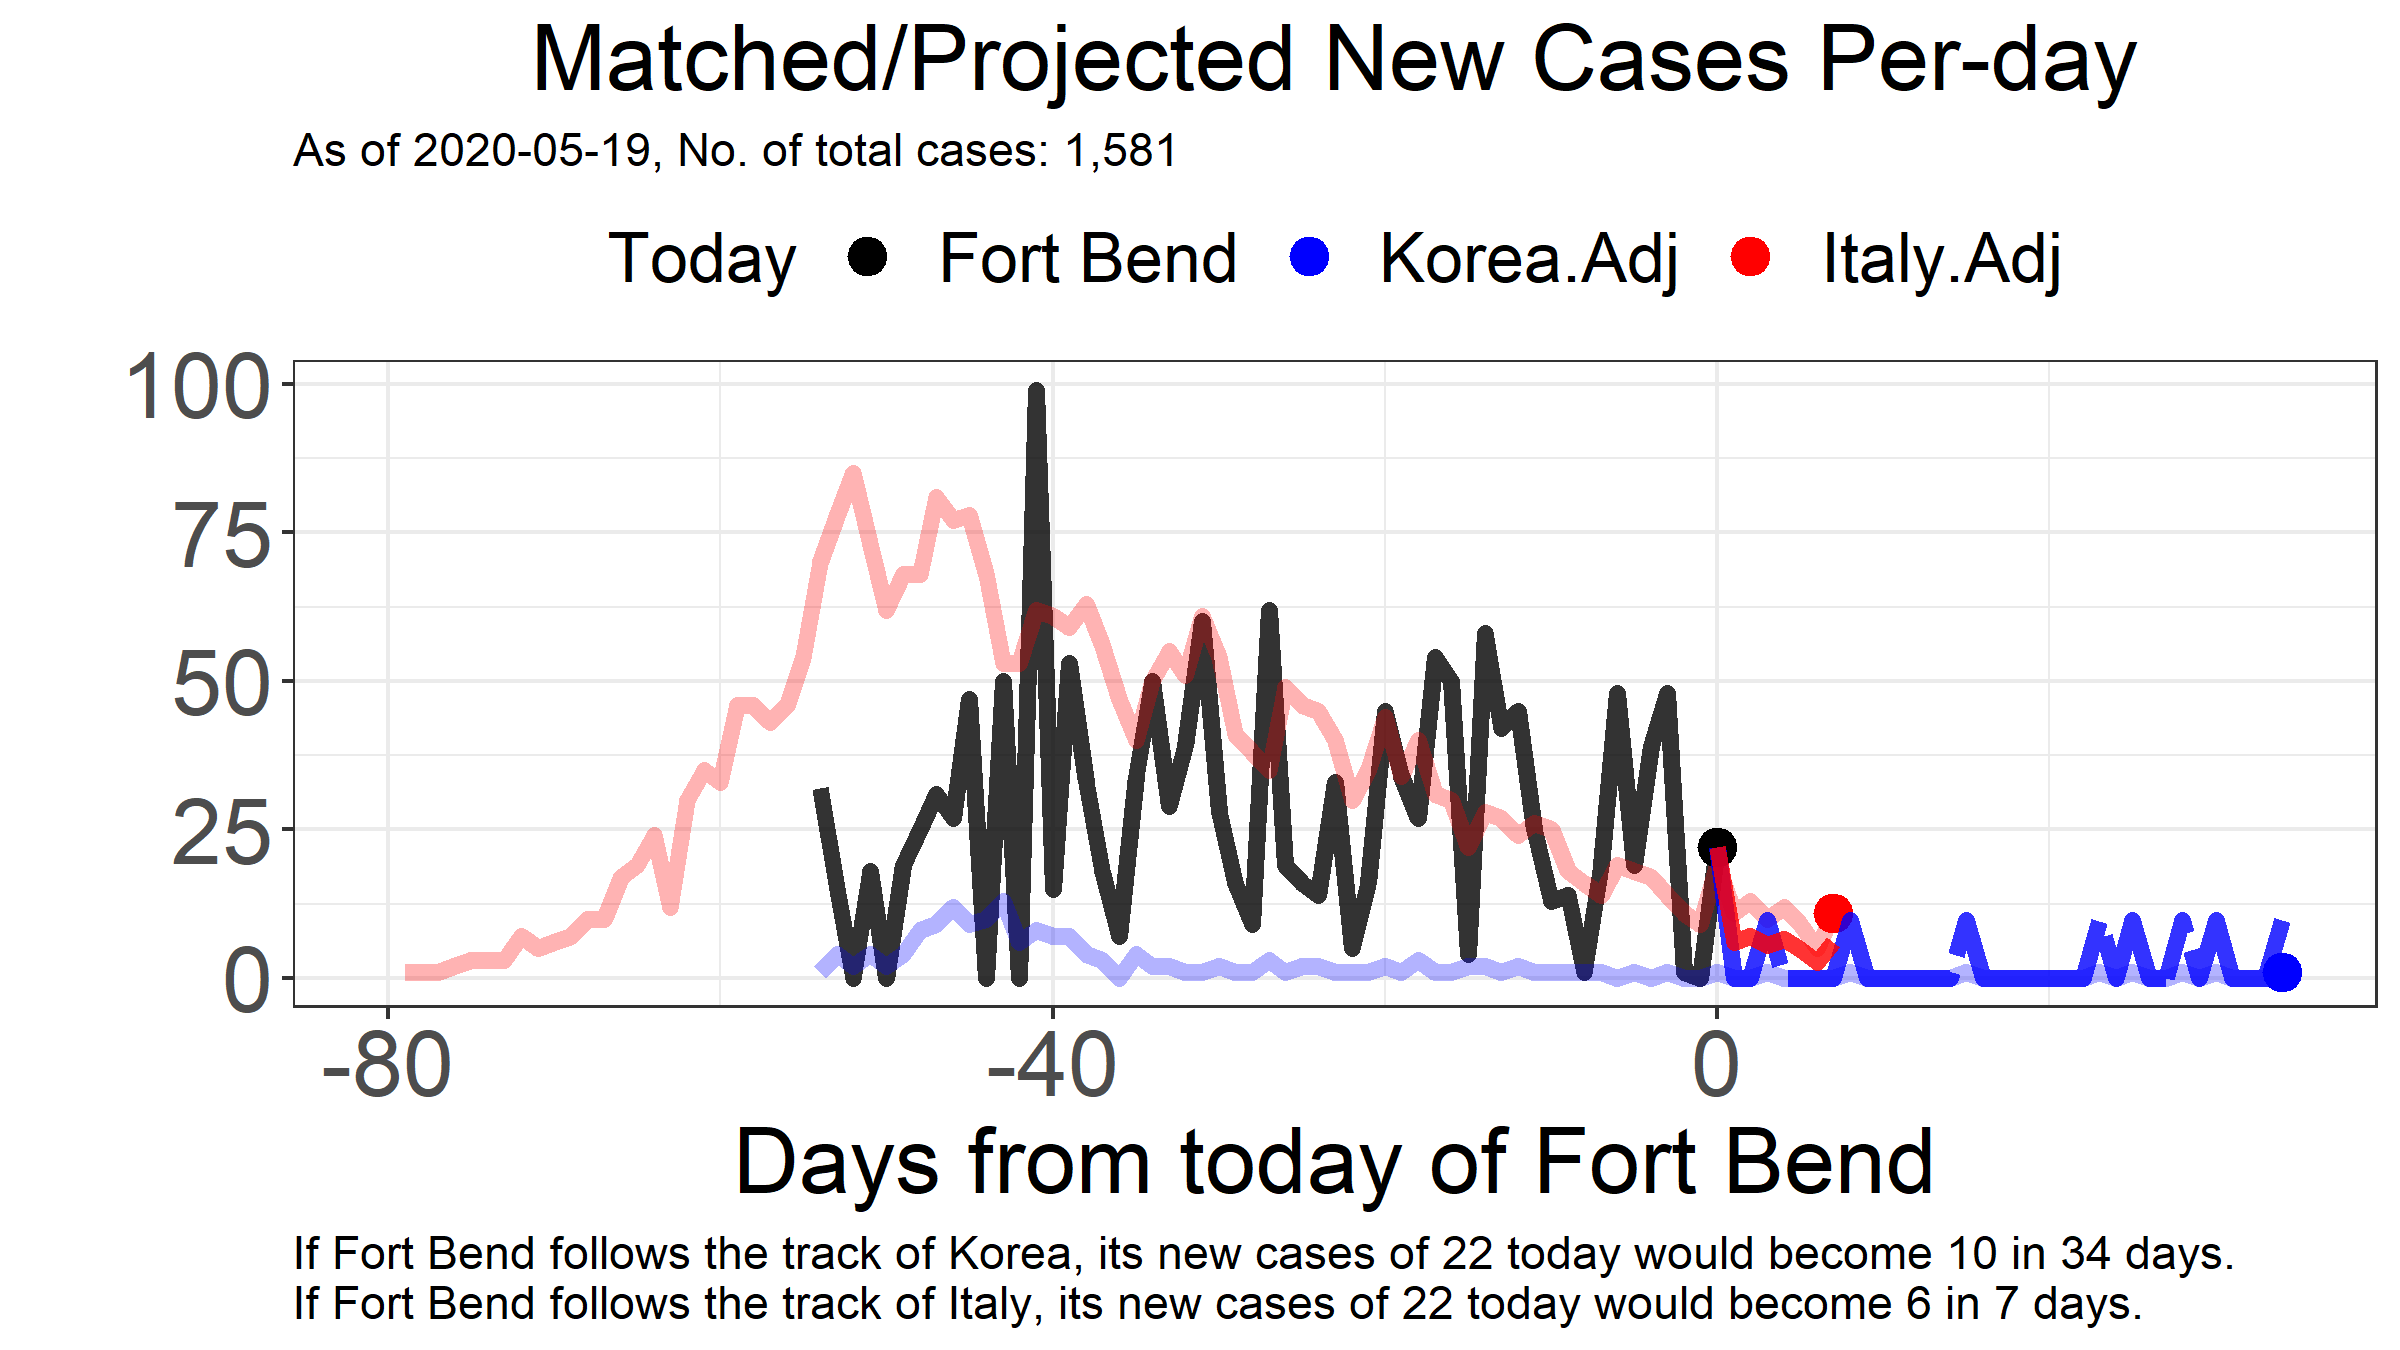 Matched/Projected New Cases Per-day
As of 2020-05-19, No. of total cases: 1,581
Today Fort Bend Korea.Adj Italy.Adj
100
75
50
25
0
-80 -40 0
Days from today of Fort Bend
If Fort Bend follows the track of Korea, its new cases of 22 today would become 10 in 34 days.
If Fort Bend follows the track of Italy, its new cases of 22 today would become 6 in 7 days.